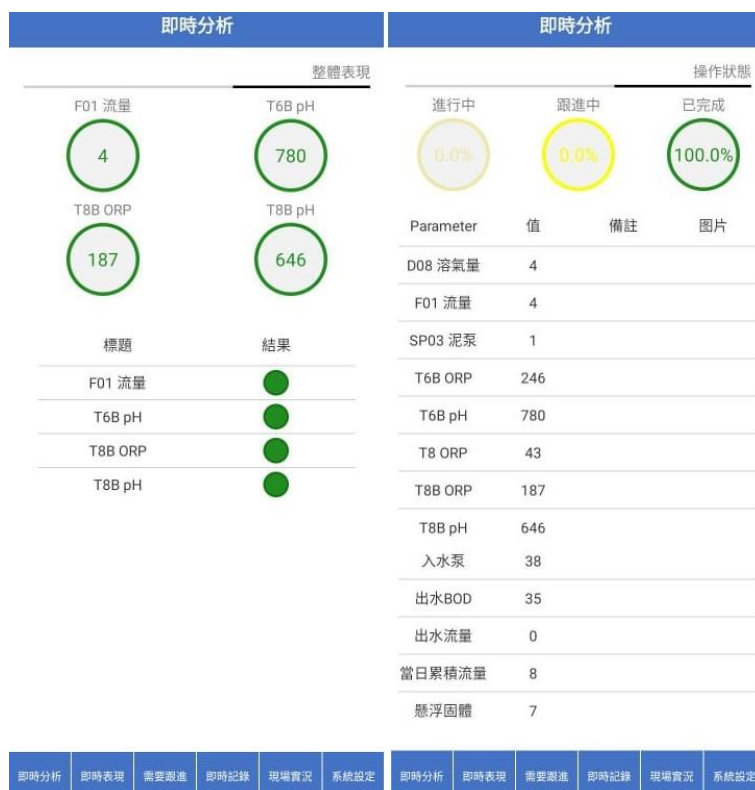 即時分析
整體表現
F01 流量
T6B pH
4
780
T8B ORP
T8B pH
187
646
標題 結果
F01 流量
T6B pH
T8B ORP
T8B pH
即時分析 即時表現 需要跟進 即時記錄 現場實況 系統設定
即時分析
操作狀態
進行中 跟進中 已完成
0.0% 0.0% 100.0%
Parameter 值 備註 图片
D08 溶氧量 4
F01 流量 4
SP03 泥泵 1
T6B ORP 246
T6B pH 780
T8 ORP 43
T8B ORP 187
T8B pH 646
入水泵 38
出水BOD 35
出水流量 0
當日累積流量 8
懸浮固體 7
即時分析 即時表現 需要跟進 即時記錄 現場實況 系統設定